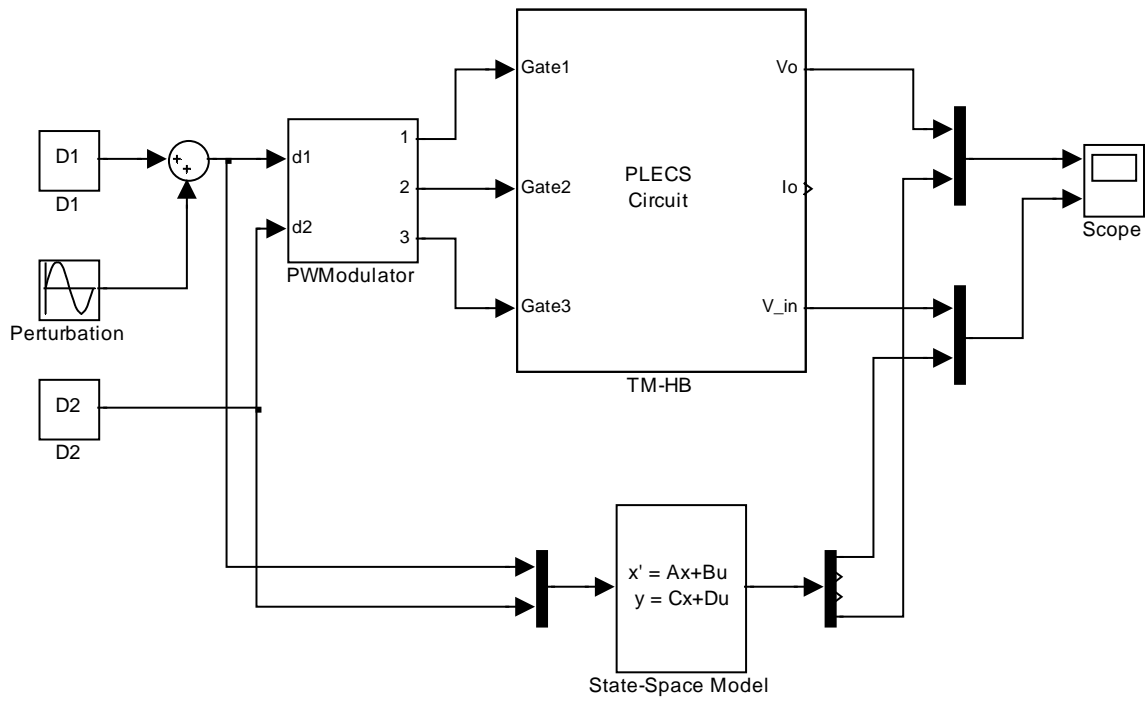 D1
D1
Perturbation
D2
D2
d1
d2
1
2
3
PWModulator
Gate1
Gate2
Gate3
PLECS
Circuit
Vo
Io
V_in
TM-HB
Scope
x' = Ax+Bu
y = Cx+Du
State-Space Model